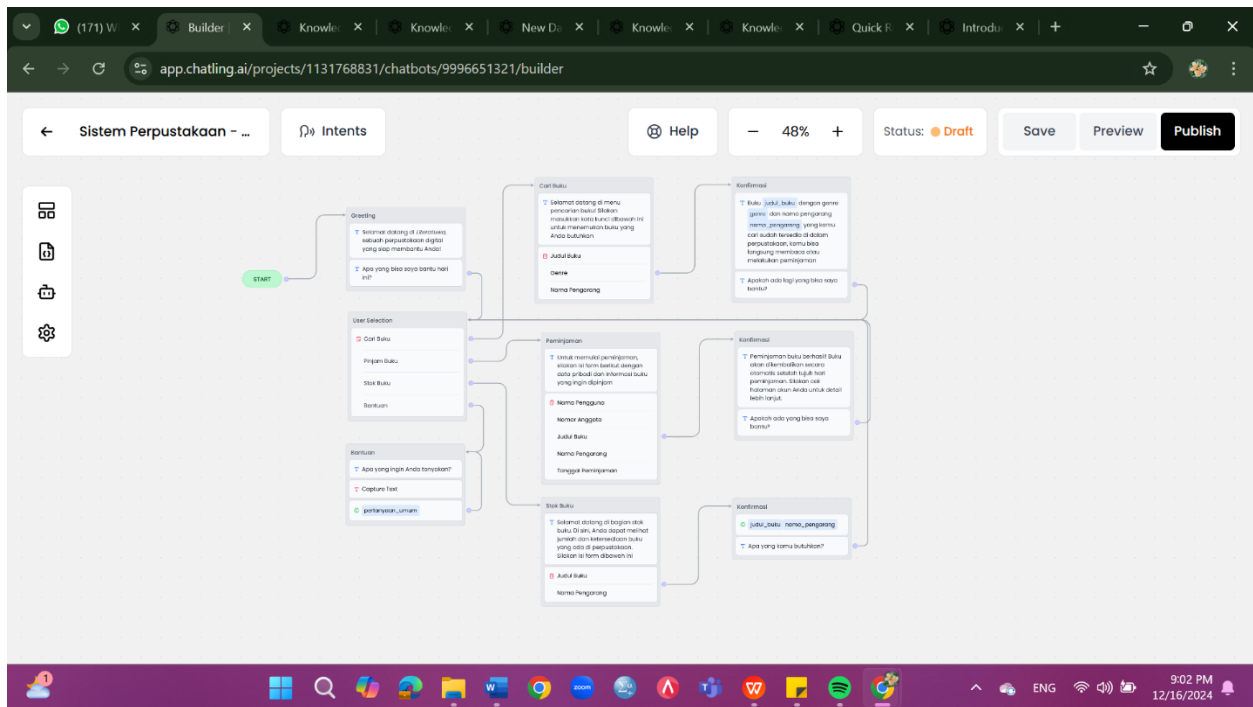 (171) W
Builder
Knowle
Knowle
New Da
Knowle
Knowle
Quick R
Introdu
app.chatling.ai/projects/1131768831/chatbots/9996651321/builder
Sistem Perpustakaan - ...
Intents
Help
48%
Status: Draft
Save
Preview
Publish
START
Greeting
Selamat datang di Literatuwa,
sebuah perpustakaan digital
yang siap membantu Anda!
Apa yang bisa saya bantu hari
ini?
User Selection
Cari Buku
Pinjam Buku
Stok Buku
Bantuan
Bantuan
Apa yang ingin Anda tanyakan?
Capture Text
pertanyaan_umum
Cari Buku
Selamat datang di menu
pencarian buku! Silakan
masukkan kata kunci dibawah ini
untuk menemukan buku yang
Anda butuhkan
Judul Buku
Genre
Nama Pengarang
Konfirmasi
Buku judul_buku dengan genre
genre dan nama pengarang
nama_pengarang yang kamu
cari sudah tersedia di dalam
perpustakaan, kamu bisa
langsung membaca atau
melakukan peminjaman
Apakah ada lagi yang bisa saya
bantu?
Peminjaman
Untuk memulai peminjaman,
silakan isi form berikut dengan
data pribadi dan informasi buku
yang ingin dipinjam
Nama Pengguna
Nomor Anggota
Judul Buku
Nama Pengarang
Tanggal Peminjaman
Konfirmasi
Peminjaman buku berhasil! Buku
akan dikembalikan secara
otomatis setelah tujuh hari
peminjaman. Silakan cek
halaman akun Anda untuk detail
lebih lanjut.
Apakah ada yang bisa saya
bantu?
Stok Buku
Selamat datang di bagian stok
buku. Di sini, Anda dapat melihat
jumlah dan ketersediaan buku
yang ada di perpustakaan.
Silakan isi form dibawah ini
Judul Buku
Nama Pengarang
Konfirmasi
judul_buku nama_pengarang
Apa yang kamu butuhkan?
1
zoom
ENG
9:02 PM
12/16/2024